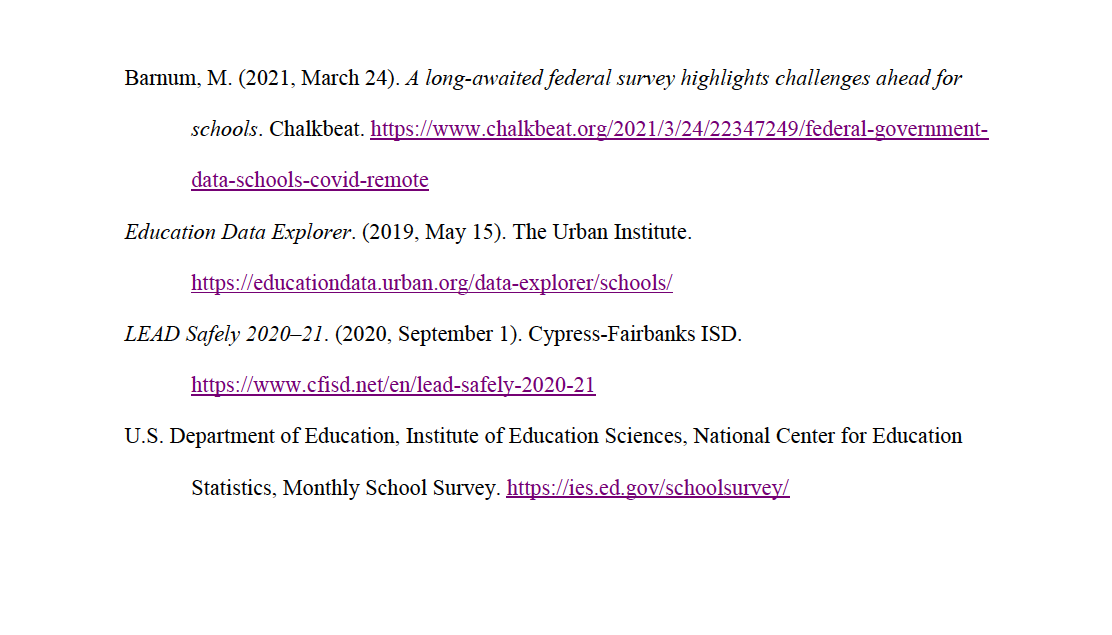 Barnum, M. (2021, March 24). A long-awaited federal survey highlights challenges ahead for
schools. Chalkbeat. https://www.chalkbeat.org/2021/3/24/22347249/federal-government-
data-schools-covid-remote
Education Data Explorer. (2019, May 15). The Urban Institute.
https://educationdata.urban.org/data-explorer/schools/
LEAD Safely 2020–21. (2020, September 1). Cypress-Fairbanks ISD.
https://www.cfisd.net/en/lead-safely-2020-21
U.S. Department of Education, Institute of Education Sciences, National Center for Education
Statistics, Monthly School Survey. https://ies.ed.gov/schoolsurvey/